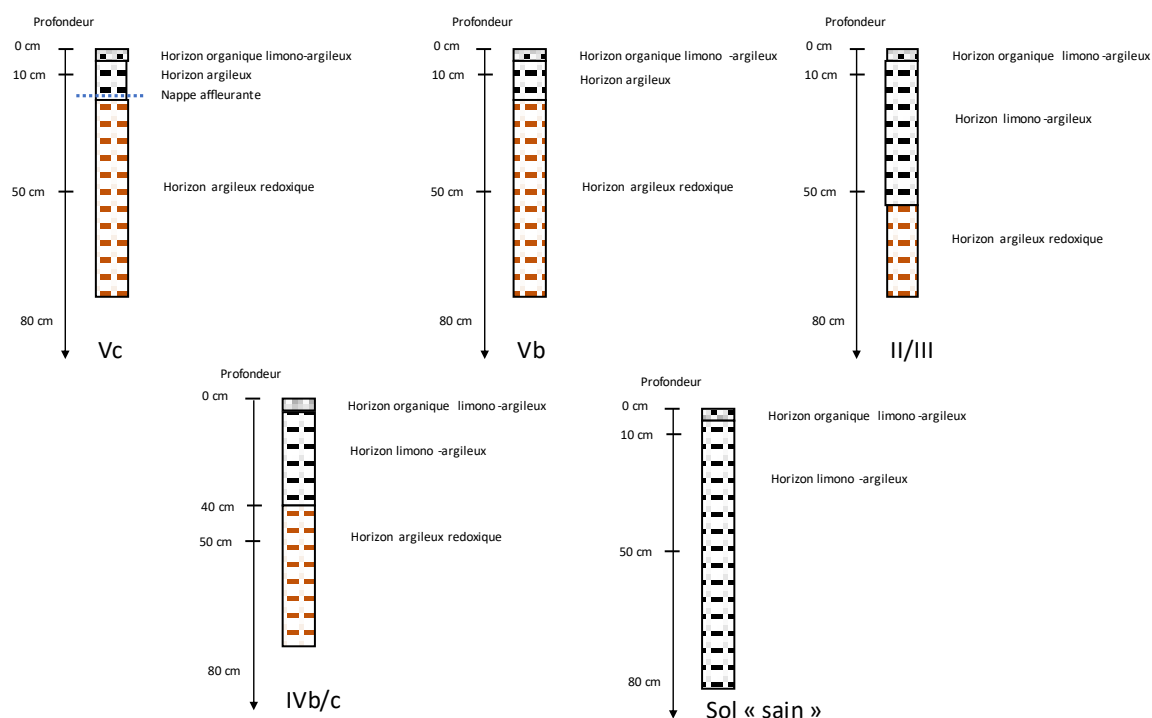 Profondeur
0 cm
Horizon organique limono-argileux
10 cm
Horizon argileux
Nappe affleurante
50 cm
Horizon argileux redoxique
80 cm
Vc
Profondeur
0 cm
Horizon organique limono -argileux
10 cm
Horizon argileux
50 cm
Horizon argileux redoxique
80 cm
Vb
Profondeur
0 cm
Horizon organique limono -argileux
10 cm
Horizon limono -argileux
50 cm
Horizon argileux redoxique
80 cm
II/III
Profondeur
0 cm
Horizon organique limono -argileux
Horizon limono -argileux
40 cm
50 cm
Horizon argileux redoxique
80 cm
IVb/c
Profondeur
0 cm
Horizon organique limono -argileux
10 cm
Horizon limono -argileux
50 cm
80 cm
Sol « sain »